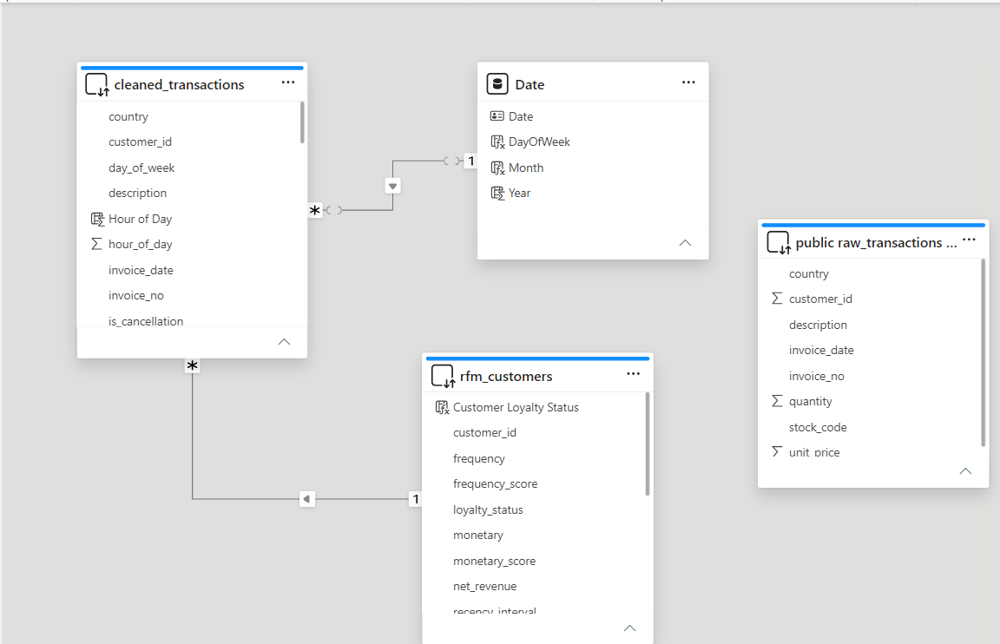 cleaned_transactions
country
customer_id
day_of_week
description
Hour of Day
hour_of_day
invoice_date
invoice_no
is_cancellation
Date
Date
DayOfWeek
Month
Year
1
*
public raw_transactions ...
country
customer_id
description
invoice_date
invoice_no
quantity
stock_code
unit_price
*
1
rfm_customers
Customer Loyalty Status
customer_id
frequency
frequency_score
loyalty_status
monetary
monetary_score
net_revenue
recency_interval